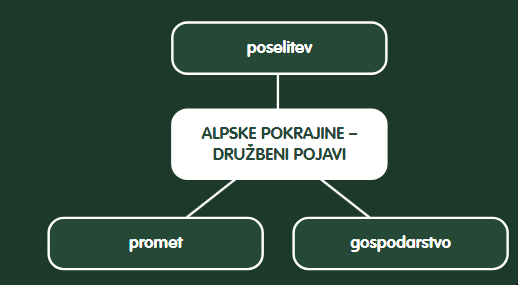 poselitev
ALPSKE POKRAJINE –
DRUŽBENI POJAVI
promet
gospodarstvo